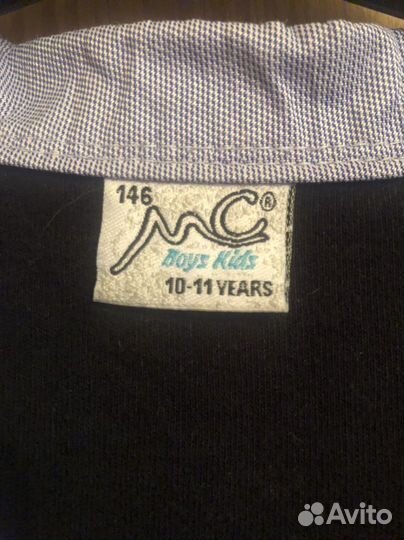 146
MC®
Boys Kids
10-11 YEARS
Avito